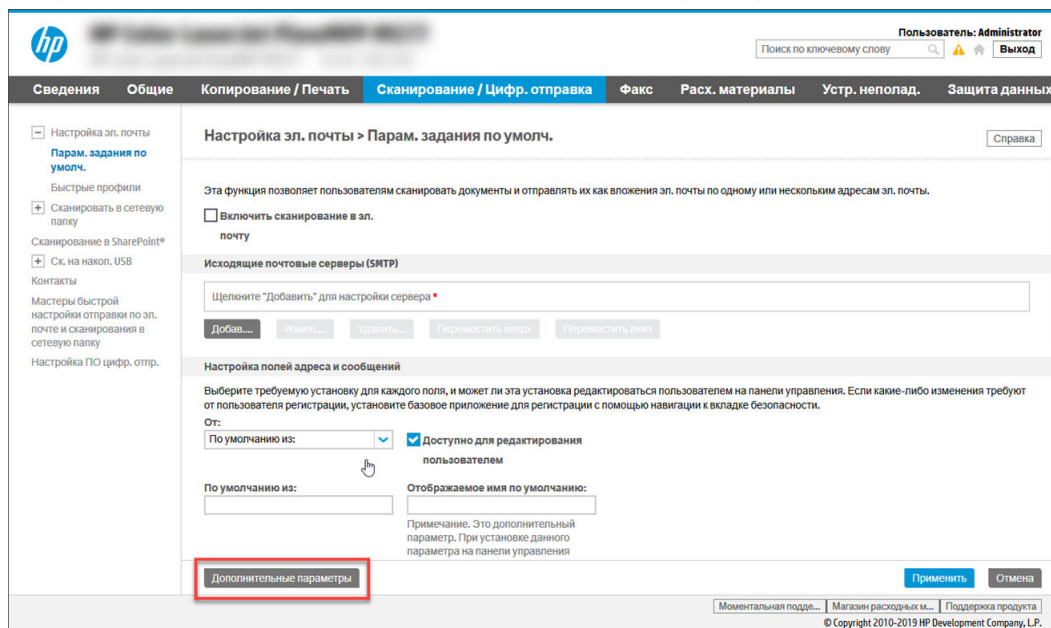 hp
Пользователь: Administrator
Поиск по ключевому слову
Выход
Сведения Общие Копирование / Печать Сканирование / Цифр. отправка Факс Расх. материалы Устр. неполад. Защита данных
Настройка эл. почты
Парам. задания по
умолч.
Быстрые профили
Сканировать в сетевую
папку
Сканирование в SharePoint®
Ск. на накоп. USB
Контакты
Мастеры быстрой
настройки отправки по эл.
почте и сканирования в
сетевую папку
Настройка ПО цифр. отпр.
Настройка эл. почты > Парам. задания по умолч.
Справка
Эта функция позволяет пользователям сканировать документы и отправлять их как вложения эл. почты по одному или нескольким адресам эл. почты.
Включить сканирование в эл.
почту
Исходящие почтовые серверы (SMTP)
Щелкните "Добавить" для настройки сервера *
Добав.... Измен.... Удалить... Переместить вверх Переместить вниз
Настройка полей адреса и сообщений
Выберите требуемую установку для каждого поля, и может ли эта установка редактироваться пользователем на панели управления. Если какие-либо изменения требуют
от пользователя регистрации, установите базовое приложение для регистрации с помощью навигации к вкладке безопасности.
От:
По умолчанию из:
Доступно для редактирования
пользователем
По умолчанию из:
Отображаемое имя по умолчанию:
Примечание. Это дополнительный
параметр. При установке данного
параметра на панели управления
Дополнительные параметры
Применить Отмена
Моментальная подде... Магазин расходных м... Поддержка продукта
© Copyright 2010-2019 HP Development Company, L.P.